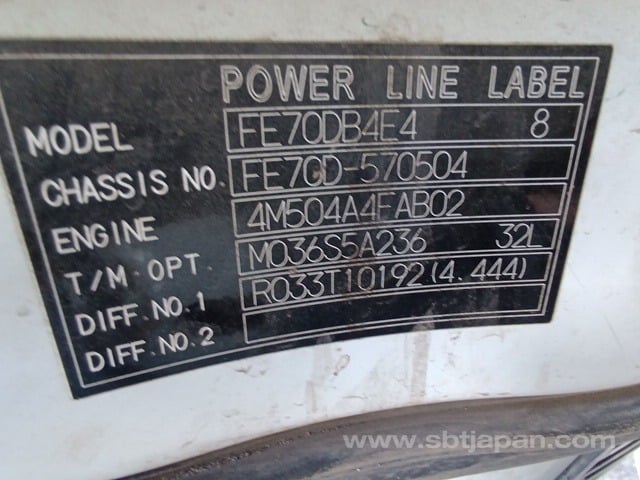 POWER LINE LABEL
MODEL FE70DB4E4 8
CHASSIS NO. FE70D-570504
ENGINE 4M504A4FAB02
T/M·OPT. M036S5A236 32L
DIFF.NO.1 R033T10192(4.444)
DIFF.NO.2
www.sbtjapan.com